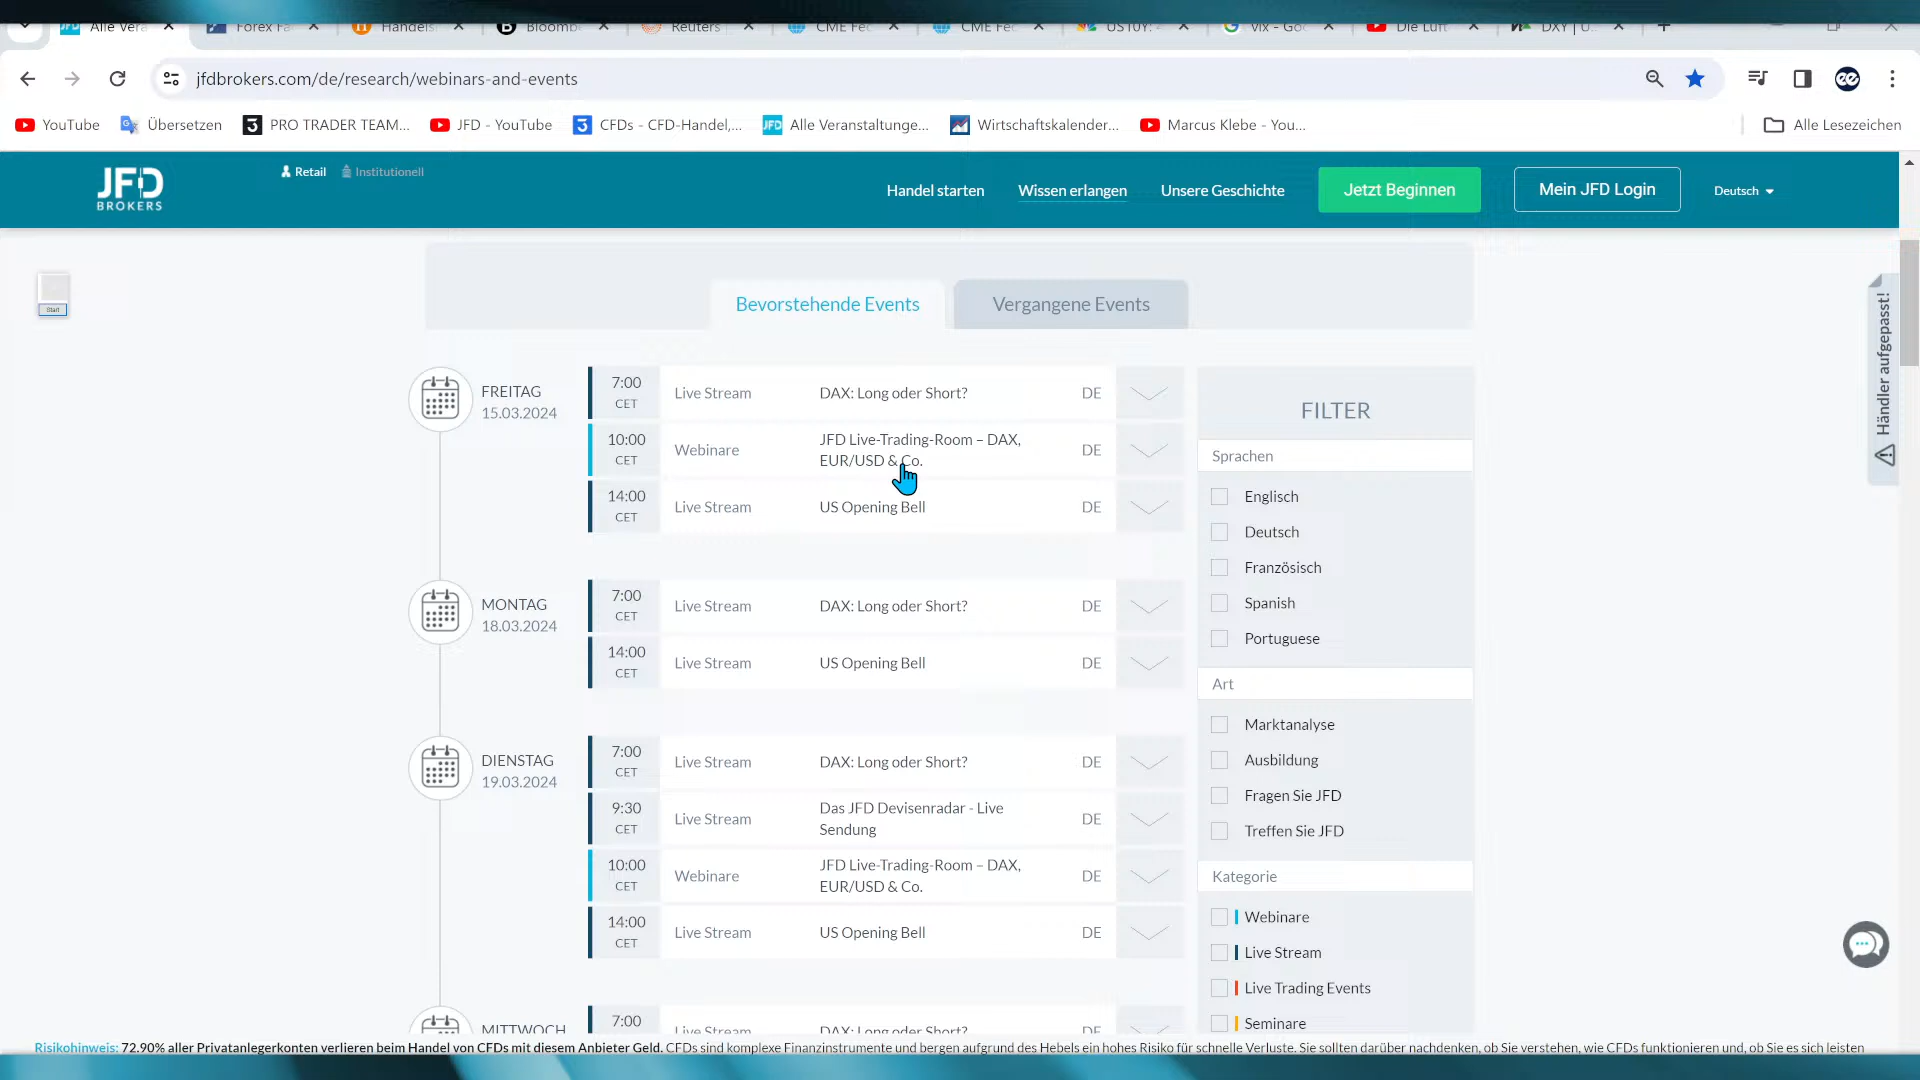 Alle Vera
Forex Fa
Handels
Bloomb
Reuters
CME Fec
CME Fec
US10Y:
vix - Goo
Die Luft
DXY | U.S
jfdbrokers.com/de/research/webinars-and-events
YouTube
Übersetzen
PRO TRADER TEAM...
JFD - YouTube
CFDs - CFD-Handel,...
JFD
Alle Veranstaltunge...
Wirtschaftskalender...
Marcus Klebe - You...
Alle Lesezeichen
JFD
BROKERS
Retail
Institutionell
Handel starten
Wissen erlangen
Unsere Geschichte
Jetzt Beginnen
Mein JFD Login
Deutsch
Start
Händler aufgepasst!
Bevorstehende Events
Vergangene Events
FREITAG
15.03.2024
7:00
CET
Live Stream
DAX: Long oder Short?
DE
10:00
CET
Webinare
JFD Live-Trading-Room – DAX,
EUR/USD & Co.
DE
14:00
CET
Live Stream
US Opening Bell
DE
MONTAG
18.03.2024
7:00
CET
Live Stream
DAX: Long oder Short?
DE
14:00
CET
Live Stream
US Opening Bell
DE
DIENSTAG
19.03.2024
7:00
CET
Live Stream
DAX: Long oder Short?
DE
9:30
CET
Live Stream
Das JFD Devisenradar - Live
Sendung
DE
10:00
CET
Webinare
JFD Live-Trading-Room – DAX,
EUR/USD & Co.
DE
14:00
CET
Live Stream
US Opening Bell
DE
MITTWOCH
7:00
Live Stream
DAX: Long oder Short?
DE
FILTER
Sprachen
Englisch
Deutsch
Französisch
Spanish
Portuguese
Art
Marktanalyse
Ausbildung
Fragen Sie JFD
Treffen Sie JFD
Kategorie
Webinare
Live Stream
Live Trading Events
Seminare
Risikohinweis: 72.90% aller Privatanlegerkonten verlieren beim Handel von CFDs mit diesem Anbieter Geld. CFDs sind komplexe Finanzinstrumente und bergen aufgrund des Hebels ein hohes Risiko für schnelle Verluste. Sie sollten darüber nachdenken, ob Sie verstehen, wie CFDs funktionieren und, ob Sie es sich leisten